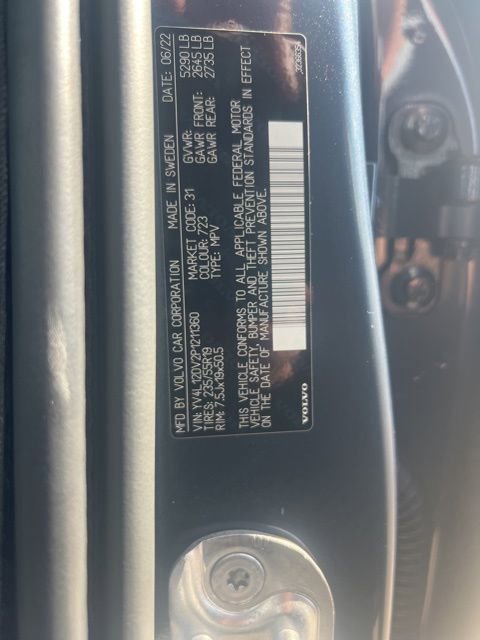 MFD BY VOLVO CAR CORPORATION MADE IN SWEDEN DATE: 06/22
VIN: YV4L12DV2P1211360 MARKET CODE: 31 GVWR: 5290 LB
TIRES: 235/55R19 COLOUR: 723 GAWR FRONT: 2645 LB
RIM: 7.5Jx19x50.5 TYPE: MPV GAWR REAR: 2735 LB
THIS VEHICLE CONFORMS TO ALL APPLICABLE FEDERAL MOTOR
VEHICLE SAFETY, BUMPER, AND THEFT PREVENTION STANDARDS IN EFFECT
ON THE DATE OF MANUFACTURE SHOWN ABOVE.
VOLVO